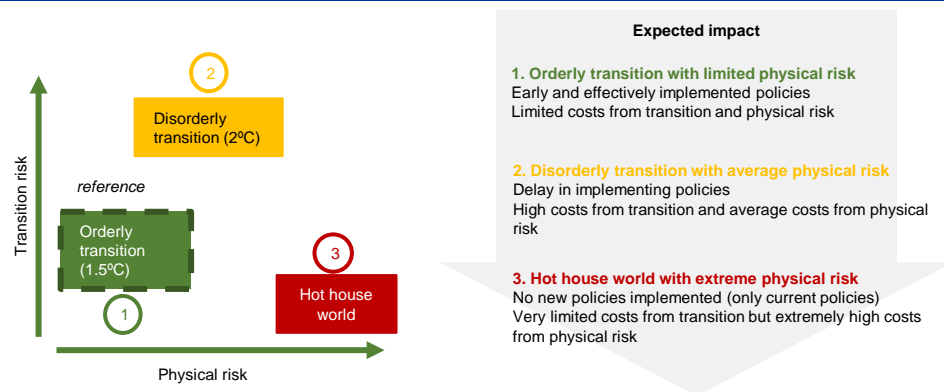 2
Disorderly
transition (2ºC)
Transition risk
reference
Orderly
transition
(1.5ºC)
1
3
Hot house
world
Physical risk
Expected impact
1. Orderly transition with limited physical risk
Early and effectively implemented policies
Limited costs from transition and physical risk
2. Disorderly transition with average physical risk
Delay in implementing policies
High costs from transition and average costs from physical
risk
3. Hot house world with extreme physical risk
No new policies implemented (only current policies)
Very limited costs from transition but extremely high costs
from physical risk